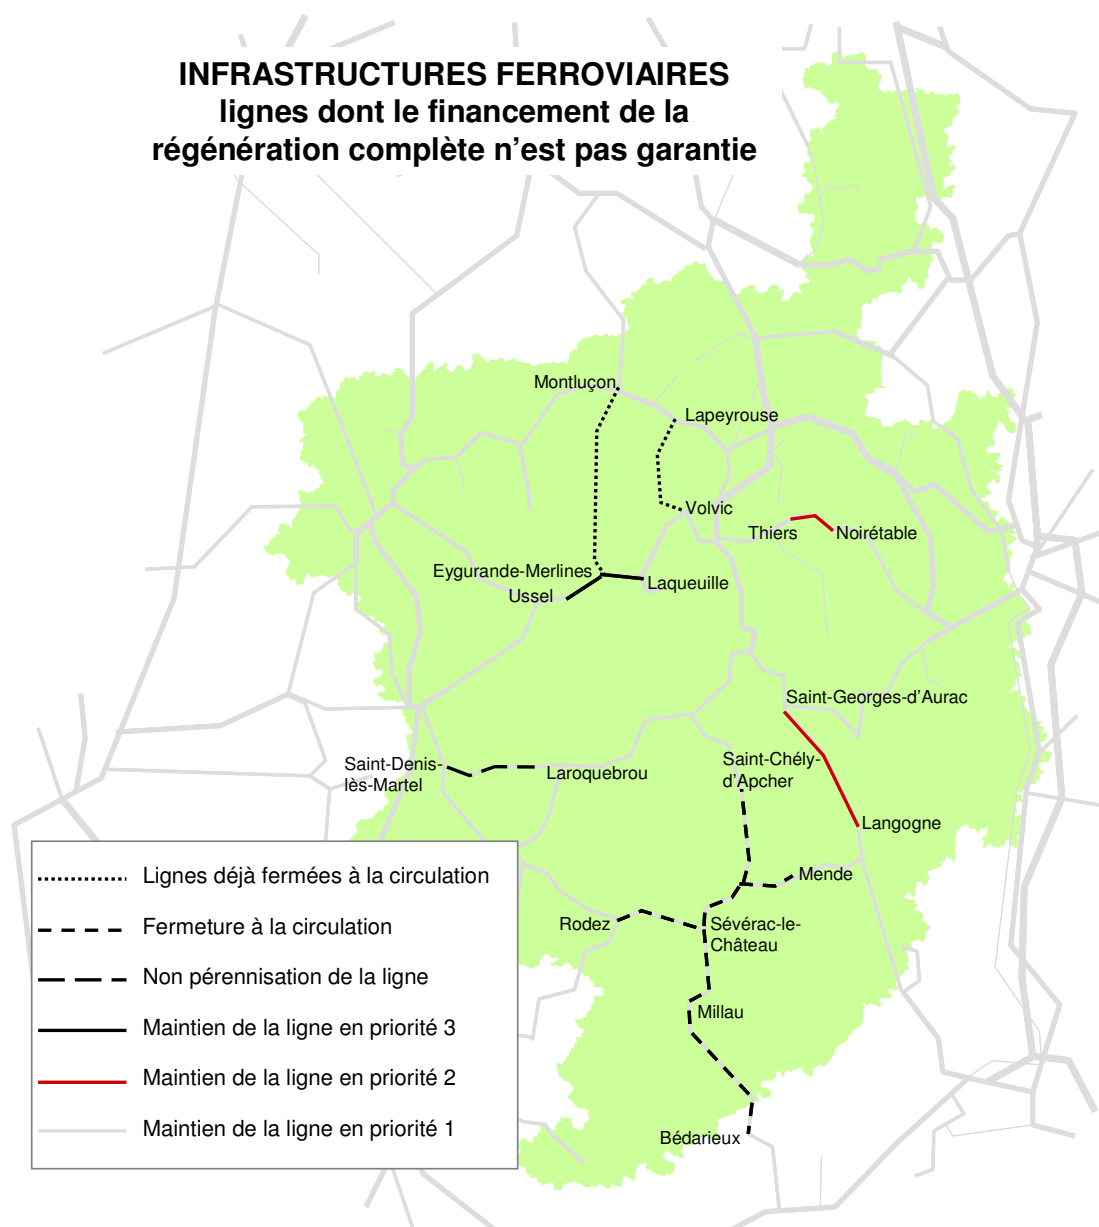 INFRASTRUCTURES FERROVIAIRES
lignes dont le financement de la
régénération complète n'est pas garantie
Montluçon
Lapeyrouse
Volvic
Thiers
Noirétable
Eygurande-Merlines
Ussel
Laqueuille
Saint-Georges-d'Aurac
Saint-Denis-
lès-Martel
Laroquebrou
Saint-Chély-
d'Apcher
Langogne
Mende
Rodez
Sévérac-le-
Château
Millau
Bédarieux
Lignes déjà fermées à la circulation
Fermeture à la circulation
Non pérennisation de la ligne
Maintien de la ligne en priorité 3
Maintien de la ligne en priorité 2
Maintien de la ligne en priorité 1